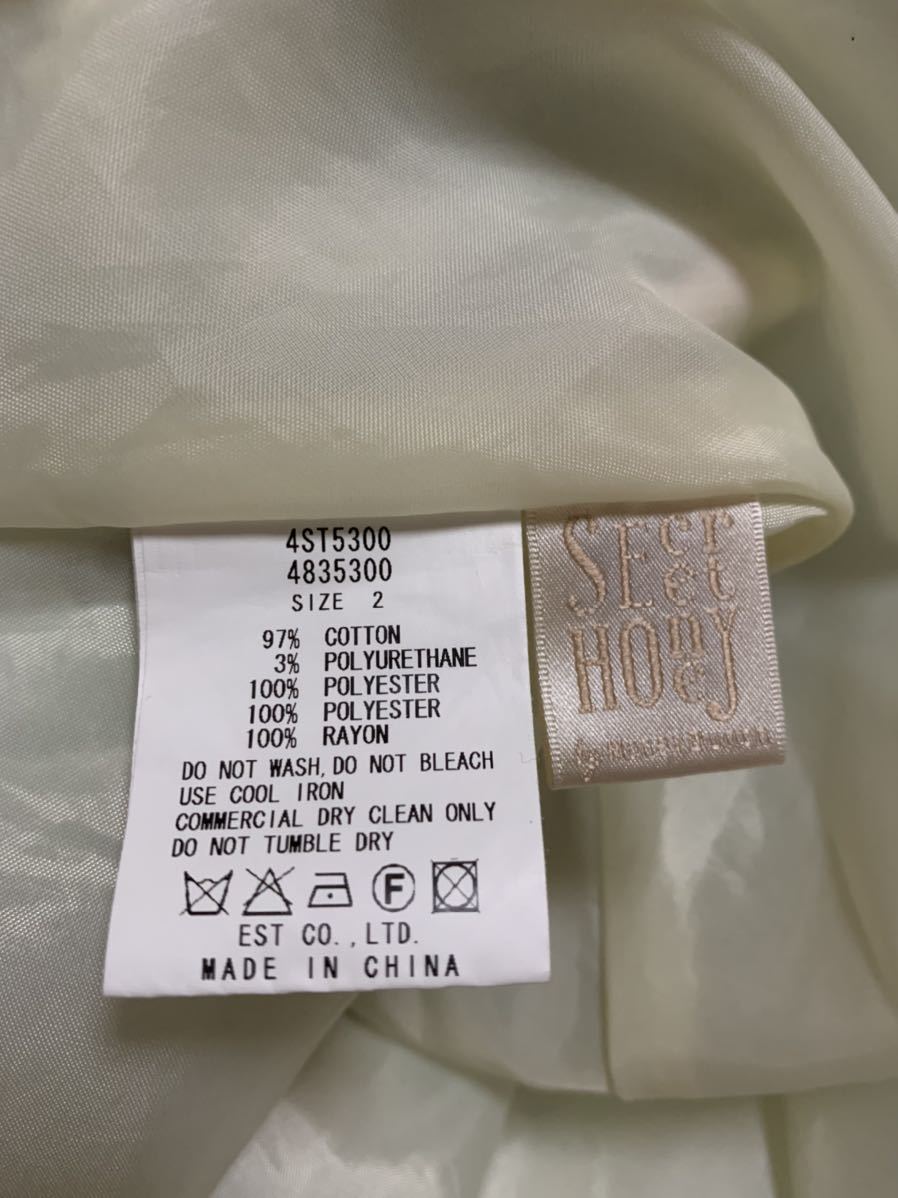 4ST5300
4835300
SIZE 2
97% COTTON
3% POLYURETHANE
100% POLYESTER
100% POLYESTER
100% RAYON
DO NOT WASH, DO NOT BLEACH
USE COOL IRON
COMMERCIAL DRY CLEAN ONLY
DO NOT TUMBLE DRY
F
EST CO.,LTD.
MADE IN CHINA
SEcret
HOneY
by